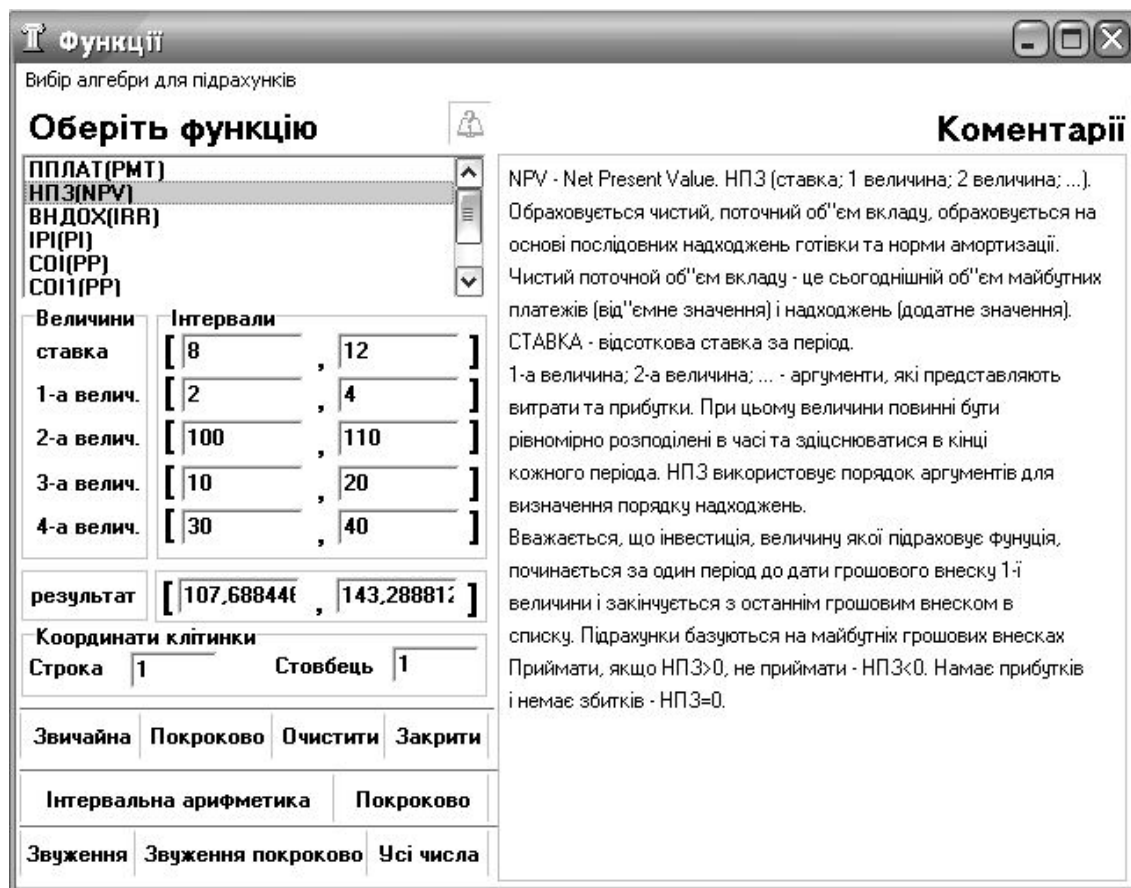 Функції
Вибір алгебри для підрахунків
Оберіть функцію
ППЛАТ(PMT)
НПЗ(NPV)
ВНДОХ(IRR)
ІРІ(PI)
СОІ(PP)
СОІ1(PP)
Величини Інтервали
ставка [ 8 , 12 ]
1-а велич. [ 2 , 4 ]
2-а велич. [ 100 , 110 ]
3-а велич. [ 10 , 20 ]
4-а велич. [ 30 , 40 ]
результат [ 107,688446 , 143,288812 ]
Координати клітинки
Строка 1 Стовбець 1
Звичайна Покроково Очистити Закрити
Інтервальна арифметика Покроково
Звуження Звуження покроково Усі числа
Коментарії
NPV - Net Present Value. НПЗ (ставка; 1 величина; 2 величина; ...).
Обраховується чистий, поточний об"єм вкладу, обраховується на
основі послідовних надходжень готівки та норми амортизації.
Чистий поточной об"єм вкладу - це сьогоднішній об"єм майбутних
платежів (від"ємне значення) і надходжень (додатне значення).
СТАВКА - відсоткова ставка за період.
1-а величина; 2-а величина; ... - аргументи, які представляють
витрати та прибутки. При цьому величини повинні бути
рівномірно розподілені в часі та здіцснюватися в кінці
кожного періода. НПЗ використовує порядок аргументів для
визначення порядку надходжень.
Вважається, що інвестиція, величину якої підраховує фунуція,
починається за один період до дати грошового внеску 1-ї
величини і закінчується з останнім грошовим внеском в
списку. Підрахунки базуються на майбутніх грошових внесках
Приймати, якщо НПЗ>0, не приймати - НПЗ<0. Намає прибутків
і немає збитків - НПЗ=0.